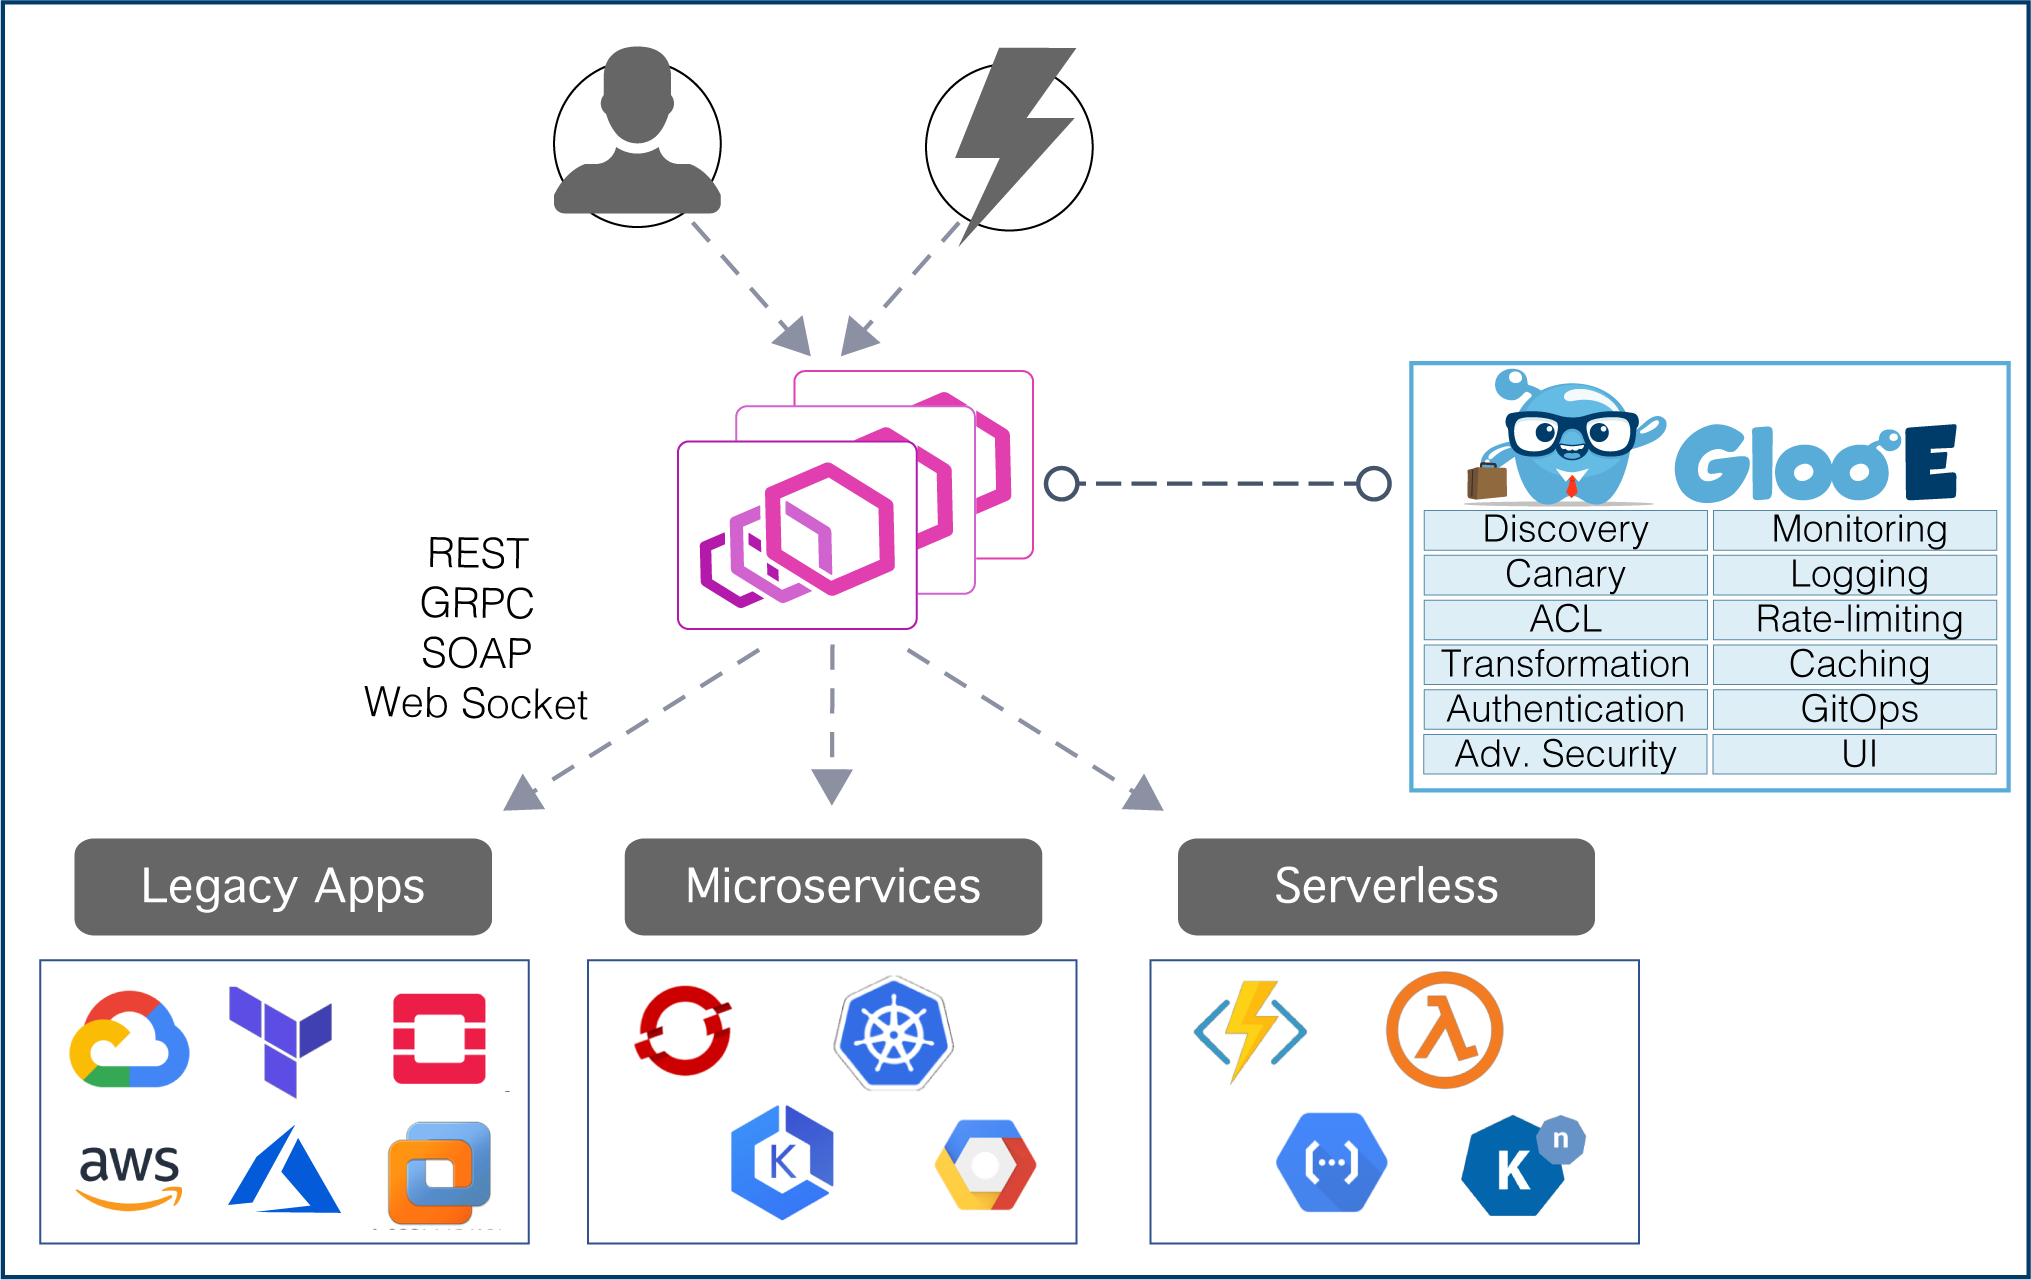 GlooE
Discovery
Monitoring
Canary
Logging
ACL
Rate-limiting
Transformation
Caching
Authentication
GitOps
Adv. Security
UI
REST
GRPC
SOAP
Web Socket
Legacy Apps
Microservices
Serverless
aws
K
K
n